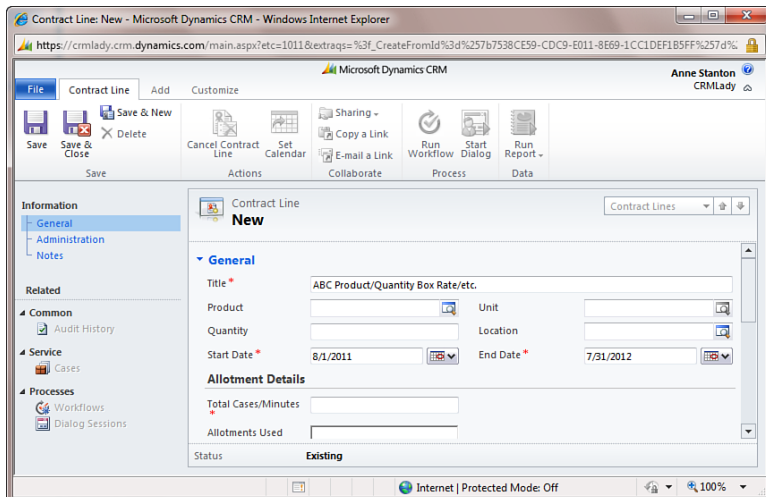 Contract Line: New - Microsoft Dynamics CRM - Windows Internet Explorer
https://crmlady.crm.dynamics.com/main.aspx?etc=1011&extraqs=%3f_CreateFromId%3d%257b7538CE59-CDC9-E011-8E69-1CC1DEF1B5FF%257d%
Microsoft Dynamics CRM
Anne Stanton
CRMLady
File Contract Line Add Customize
Save
Save & Close
Save & New
Delete
Save
Cancel Contract Line
Set Calendar
Actions
Sharing
Copy a Link
E-mail a Link
Collaborate
Run Workflow
Start Dialog
Process
Run Report
Data
Information
General
Administration
Notes
Related
Common
Audit History
Service
Cases
Processes
Workflows
Dialog Sessions
Contract Line
New
Contract Lines
General
Title * ABC Product/Quantity Box Rate/etc.
Product Unit
Quantity Location
Start Date * 8/1/2011 End Date * 7/31/2012
Allotment Details
Total Cases/Minutes *
Allotments Used
Status Existing
Internet | Protected Mode: Off 100%